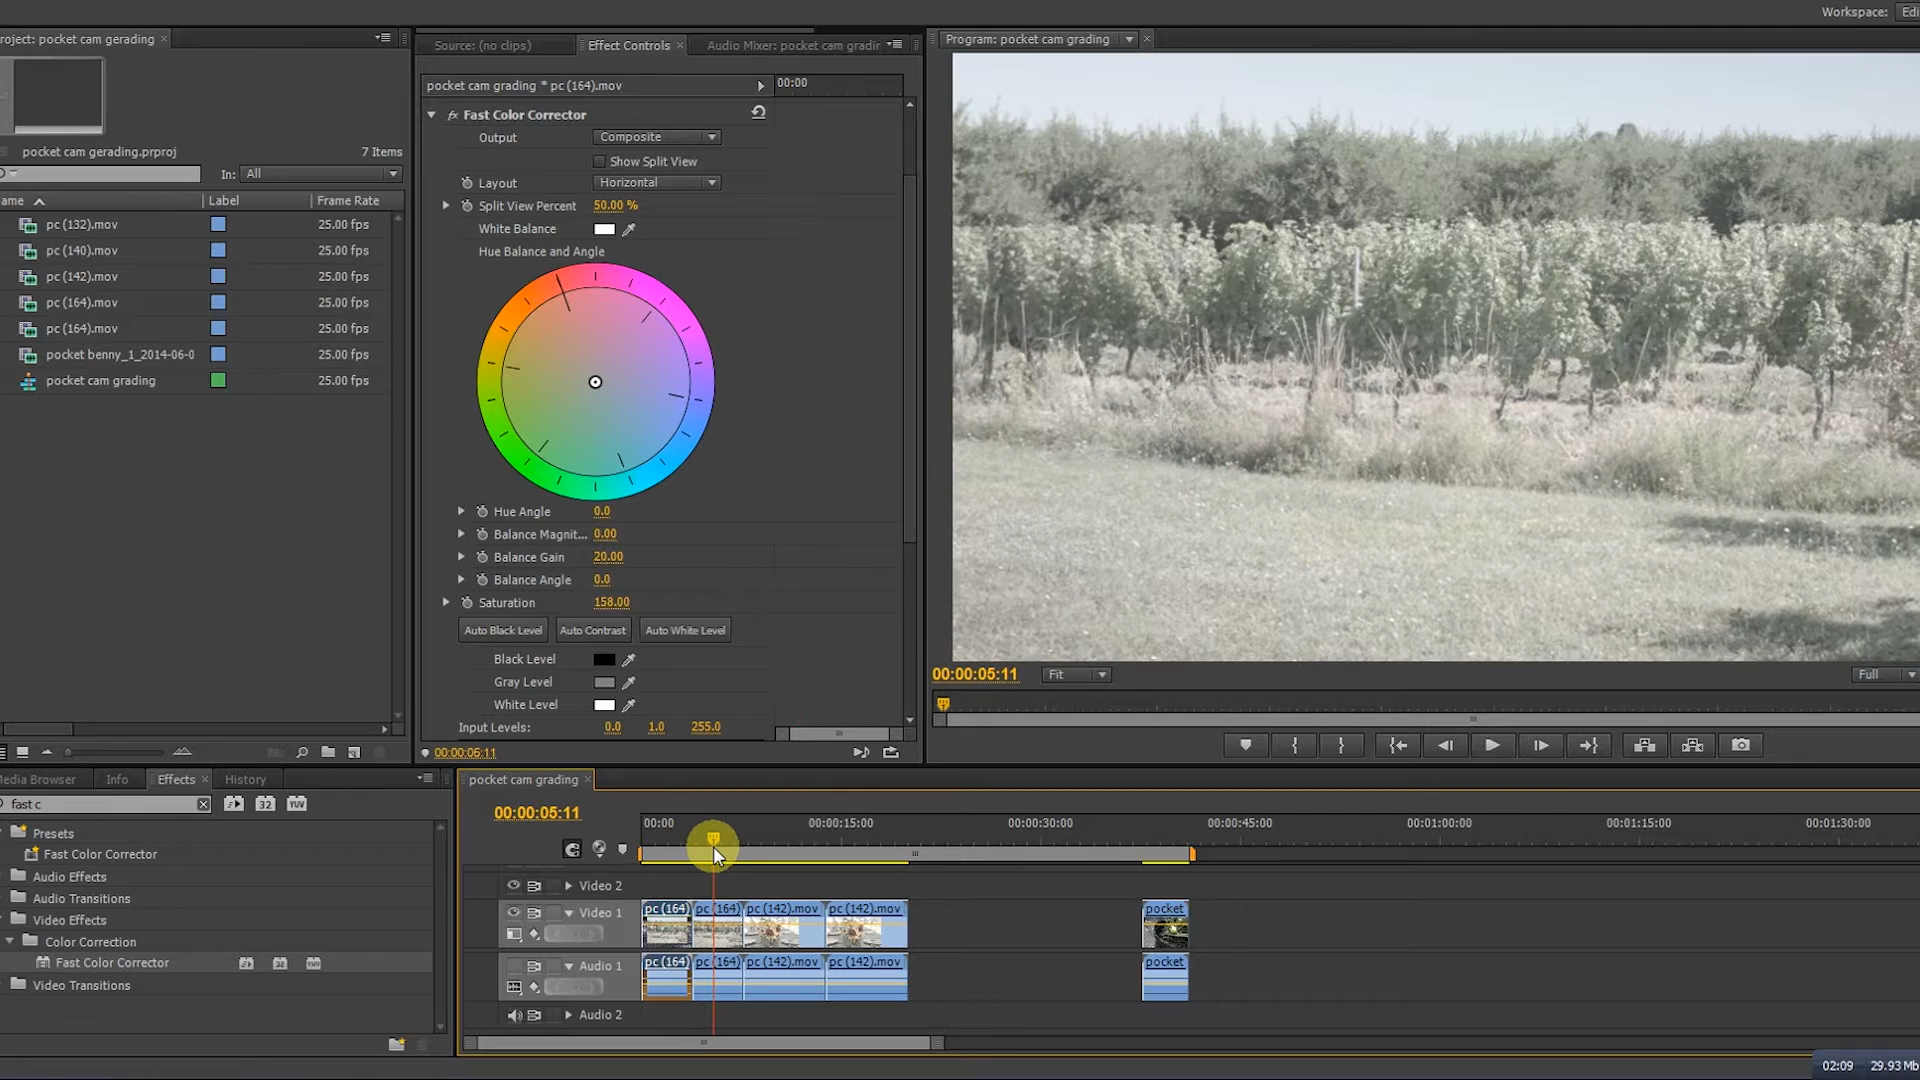 Workspace: Edi
roject: pocket cam gerading ×
pocket cam gerading.prproj
7 Items
In: All
ame Label Frame Rate
pc (132).mov 25.00 fps
pc (140).mov 25.00 fps
pc (142).mov 25.00 fps
pc (164).mov 25.00 fps
pc (164).mov 25.00 fps
pocket benny_1_2014-06-0 25.00 fps
pocket cam grading 25.00 fps
Source: (no clips) Effect Controls × Audio Mixer: pocket cam gradir
pocket cam grading * pc (164).mov
00:00
fx Fast Color Corrector
Output Composite
Show Split View
Layout Horizontal
Split View Percent 50.00 %
White Balance
Hue Balance and Angle
Hue Angle 0.0
Balance Magnit... 0.00
Balance Gain 20.00
Balance Angle 0.0
Saturation 158.00
Auto Black Level Auto Contrast Auto White Level
Black Level
Gray Level
White Level
Input Levels: 0.0 1.0 255.0
00:00:05:11
Program: pocket cam grading ×
00:00:05:11 Fit Full
edia Browser Info Effects × History
fast c
32 YUV
Presets
Fast Color Corrector
Audio Effects
Audio Transitions
Video Effects
Color Correction
Fast Color Corrector
Video Transitions
pocket cam grading ×
00:00:05:11
00:00 00:00:15:00 00:00:30:00 00:00:45:00 00:01:00:00 00:01:15:00 00:01:30:00
Video 2
Video 1
pc (164) pc (164) pc (142).mov pc (142).mov pocket
Audio 1
pc (164) pc (164) pc (142).mov pc (142).mov pocket
Audio 2
02:09 29.93 Mb